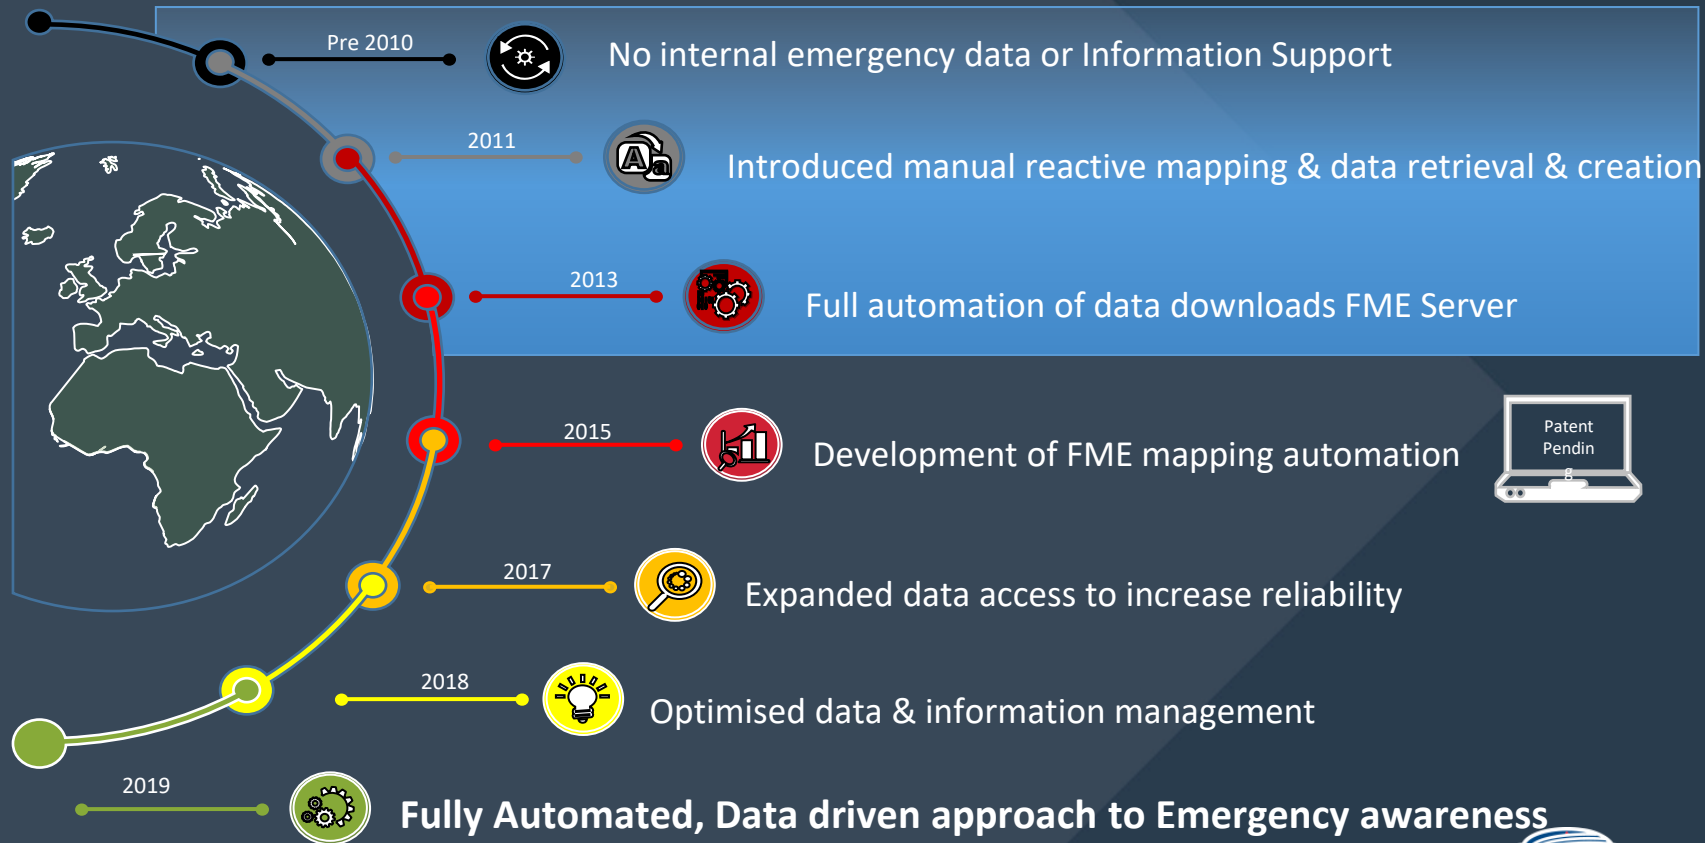 Pre 2010
No internal emergency data or Information Support
2011
A a
Introduced manual reactive mapping & data retrieval & creation
2013
Full automation of data downloads FME Server
2015
Development of FME mapping automation
Patent
Pendin
g
2017
Expanded data access to increase reliability
2018
Optimised data & information management
2019
Fully Automated, Data driven approach to Emergency awareness